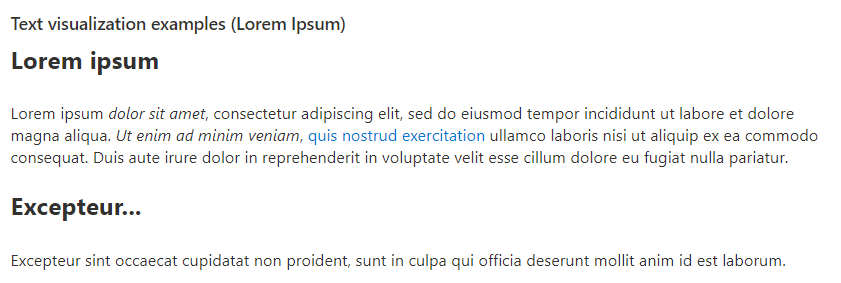 Text visualization examples (Lorem Ipsum)
Lorem ipsum
Lorem ipsum dolor sit amet, consectetur adipiscing elit, sed do eiusmod tempor incididunt ut labore et dolore
magna aliqua. Ut enim ad minim veniam, quis nostrud exercitation ullamco laboris nisi ut aliquip ex ea commodo
consequat. Duis aute irure dolor in reprehenderit in voluptate velit esse cillum dolore eu fugiat nulla pariatur.
Excepteur...
Excepteur sint occaecat cupidatat non proident, sunt in culpa qui officia deserunt mollit anim id est laborum.